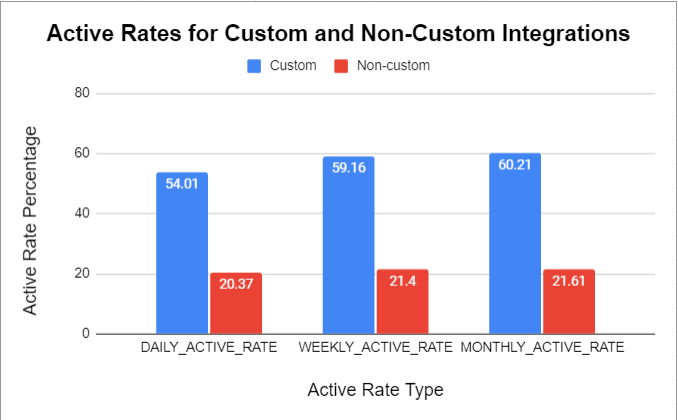 Active Rates for Custom and Non-Custom Integrations
Custom Non-custom
80
60
40
20
0
Active Rate Percentage
54.01
20.37
59.16
21.4
60.21
21.61
DAILY_ACTIVE_RATE WEEKLY_ACTIVE_RATE MONTHLY_ACTIVE_RATE
Active Rate Type